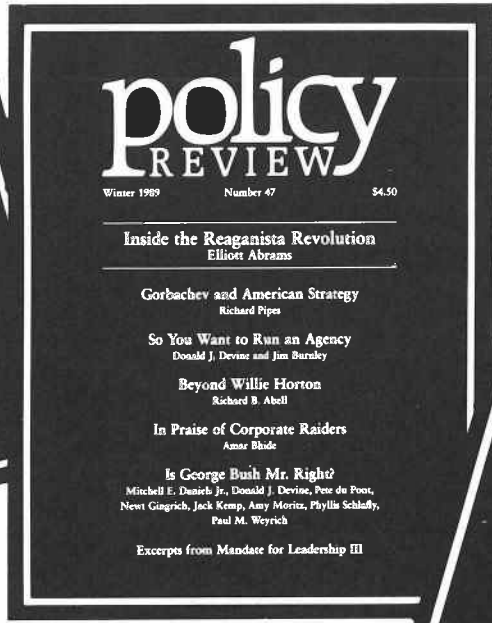 policy
REVIEW
Winter 1989 Number 47 $4.50
Inside the Reaganista Revolution
Elliott Abrams
Gorbachev and American Strategy
Richard Pipes
So You Want to Run an Agency
Donald J. Devine and Jim Burnley
Beyond Willie Horton
Richard B. Abell
In Praise of Corporate Raiders
Amar Bhide
Is George Bush Mr. Right?
Mitchell E. Daniels Jr., Donald J. Devine, Pete du Pont,
Newt Gingrich, Jack Kemp, Amy Moritz, Phyllis Schlafly,
Paul M. Weyrich
Excerpts from Mandate for Leadership III